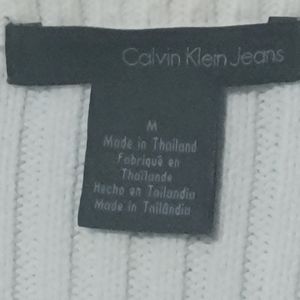 Calvin Klein Jeans
M
Made in Thailand
Fabriqué en
Thaïlande
Hecho en Tailandia
Made in Tailândia